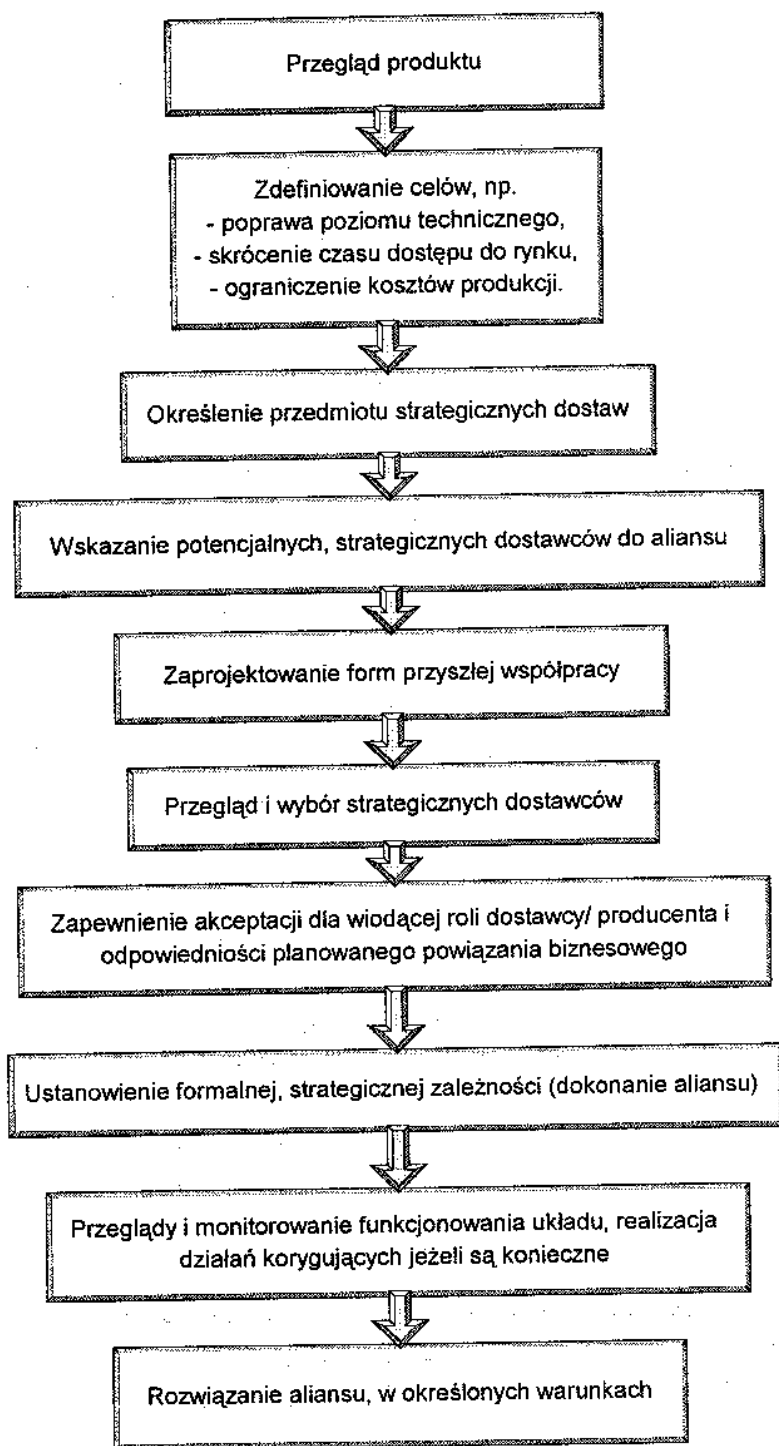 Przegląd produktu
Zdefiniowanie celów, np.
- poprawa poziomu technicznego,
- skrócenie czasu dostępu do rynku,
- ograniczenie kosztów produkcji.
Określenie przedmiotu strategicznych dostaw
Wskazanie potencjalnych, strategicznych dostawców do aliansu
Zaprojektowanie form przyszłej współpracy
Przegląd i wybór strategicznych dostawców
Zapewnienie akceptacji dla wiodącej roli dostawcy/ producenta i
odpowiedniości planowanego powiązania biznesowego
Ustanowienie formalnej, strategicznej zależności (dokonanie aliansu)
Przeglądy i monitorowanie funkcjonowania układu, realizacja
działań korygujących jeżeli są konieczne
Rozwiązanie aliansu, w określonych warunkach